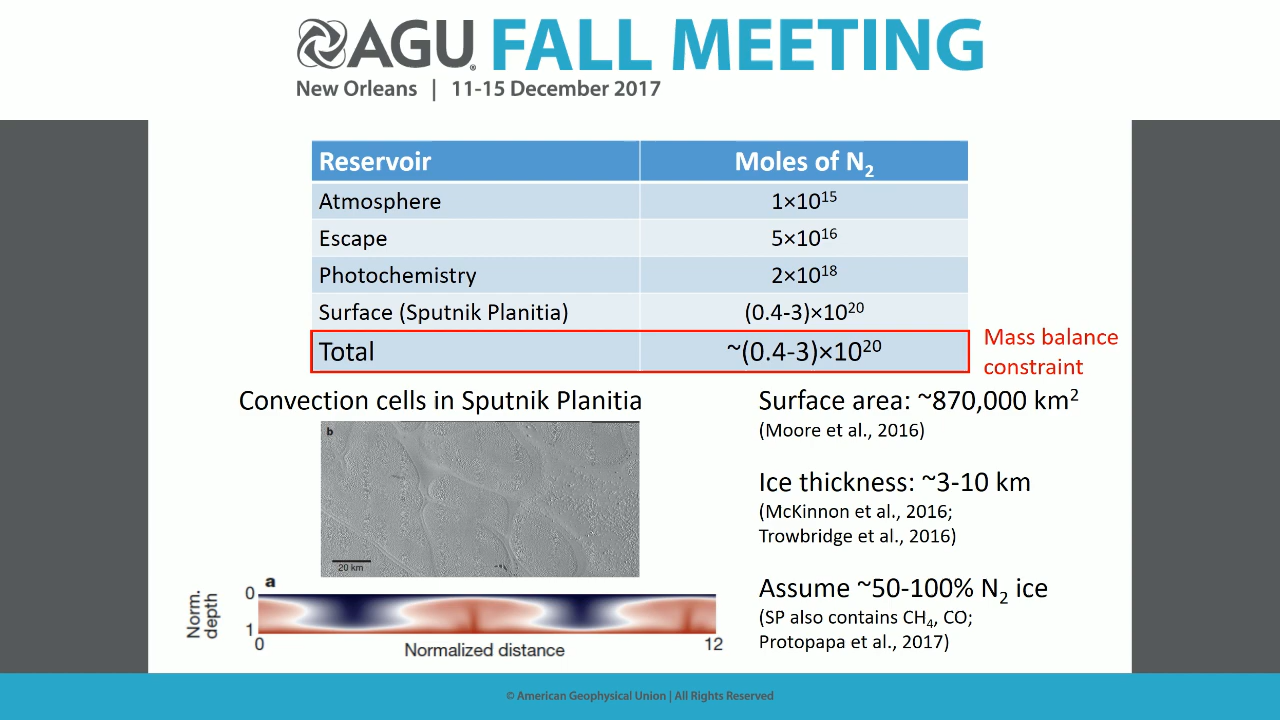 AGU FALL MEETING
New Orleans | 11-15 December 2017
Reservoir Moles of N₂
Atmosphere 1×10¹⁵
Escape 5×10¹⁶
Photochemistry 2×10¹⁸
Surface (Sputnik Planitia) (0.4-3)×10²⁰
Total ~(0.4-3)×10²⁰
Mass balance
constraint
Convection cells in Sputnik Planitia
b
20 km
a
Norm.
depth
0
1
0 12
Normalized distance
Surface area: ~870,000 km²
(Moore et al., 2016)
Ice thickness: ~3-10 km
(McKinnon et al., 2016;
Trowbridge et al., 2016)
Assume ~50-100% N₂ ice
(SP also contains CH₄, CO;
Protopapa et al., 2017)
© American Geophysical Union | All Rights Reserved